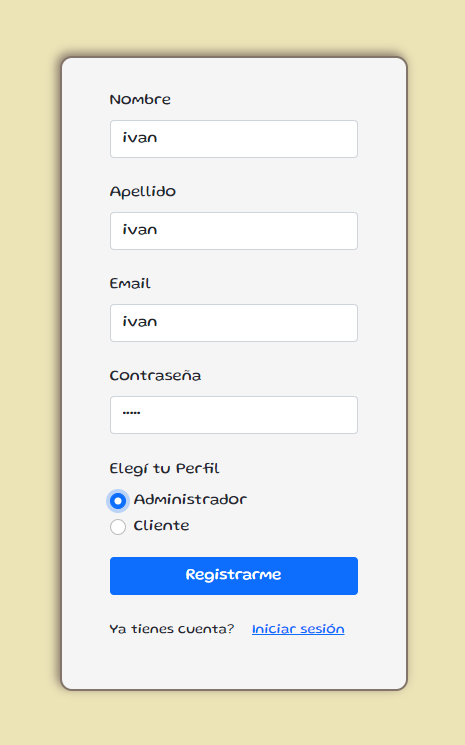 Nombre
ivan
Apellido
ivan
Email
ivan
Contraseña
•••••
Elegí tu Perfil
Administrador
Cliente
Registrarme
Ya tienes cuenta? Iniciar sesión